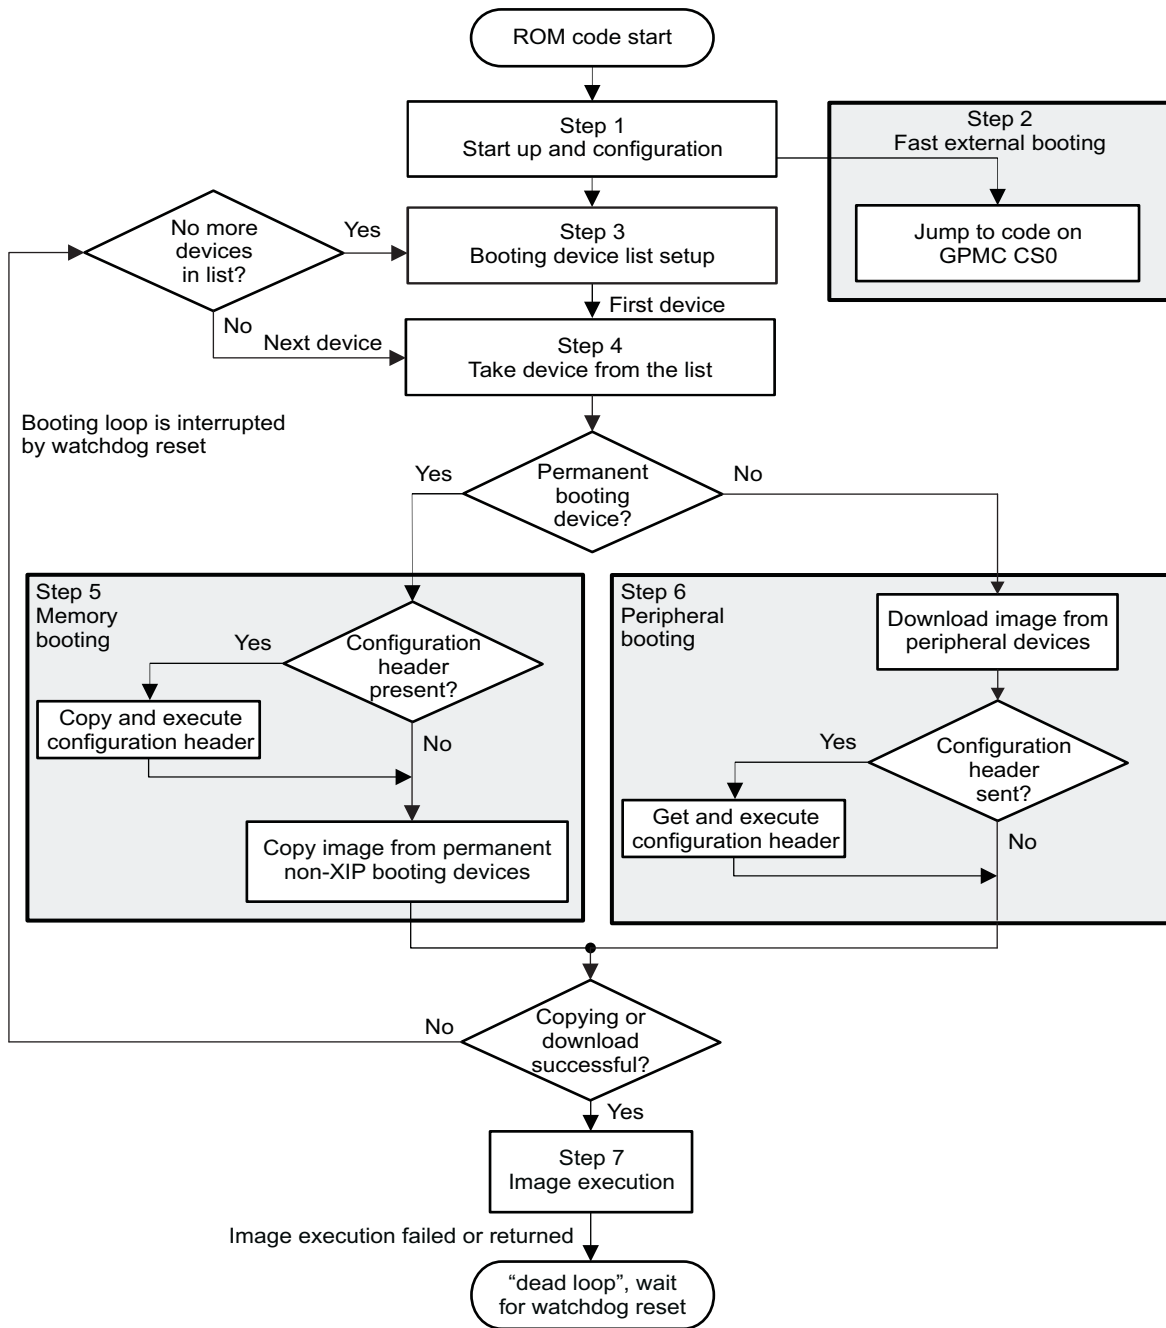 ROM code start
Step 1
Start up and configuration
Step 2
Fast external booting
Jump to code on
GPMC CS0
No more
devices
in list?
Yes
Step 3
Booting device list setup
First device
No
Next device
Step 4
Take device from the list
Booting loop is interrupted
by watchdog reset
Yes
Permanent
booting
device?
No
Step 5
Memory
booting
Yes
Configuration
header
present?
Copy and execute
configuration header
No
Copy image from permanent
non-XIP booting devices
Step 6
Peripheral
booting
Download image from
peripheral devices
Yes
Configuration
header
sent?
Get and execute
configuration header
No
No
Copying or
download
successful?
Yes
Step 7
Image execution
Image execution failed or returned
“dead loop”, wait
for watchdog reset